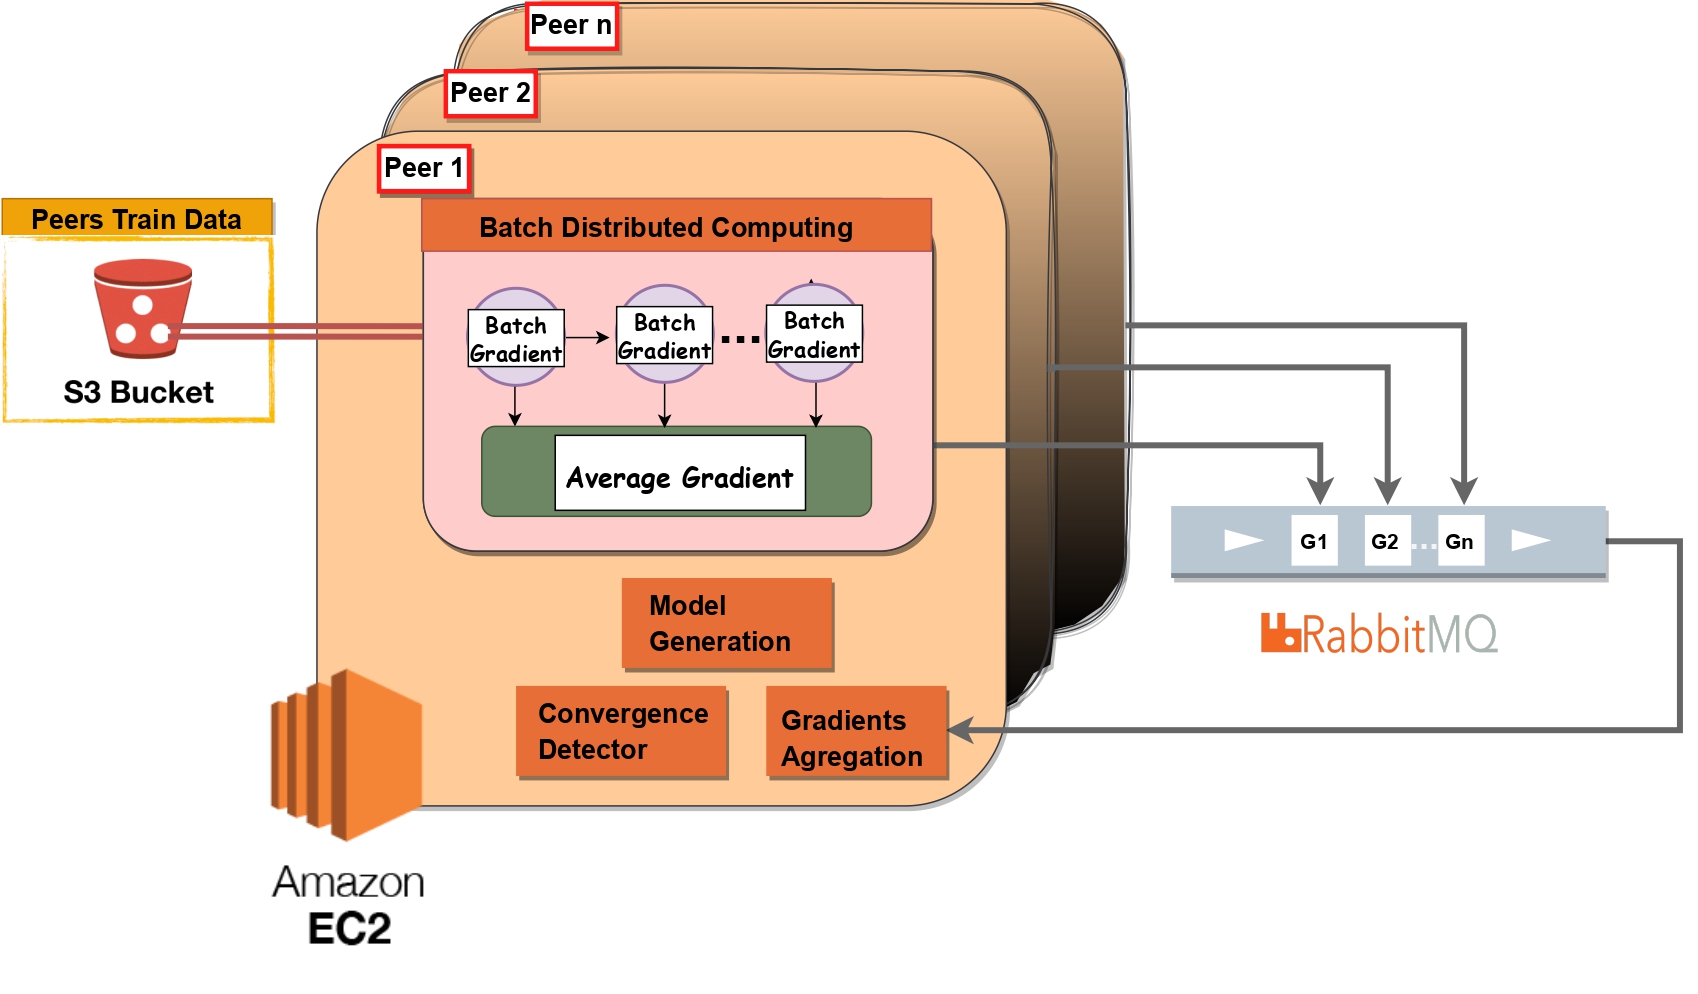 Peer n
Peer 2
Peer 1
Peers Train Data
S3 Bucket
Batch Distributed Computing
Batch
Gradient
Batch
Gradient
...
Batch
Gradient
Average Gradient
G1
G2
...
Gn
RabbitMQ
Model
Generation
Convergence
Detector
Gradients
Agregation
Amazon
EC2